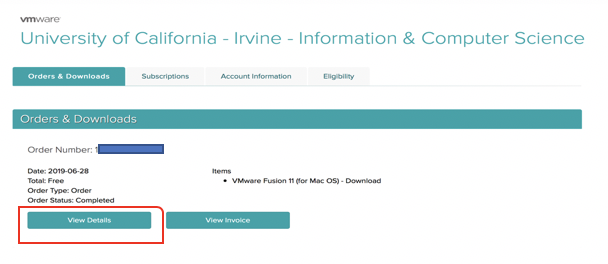 vmware
University of California - Irvine - Information & Computer Science
Orders & Downloads Subscriptions Account Information Eligibility
Orders & Downloads
Order Number: 1
Date: 2019-06-28
Total: Free
Order Type: Order
Order Status: Completed
Items
• VMware Fusion 11 (for Mac OS) - Download
View Details View Invoice